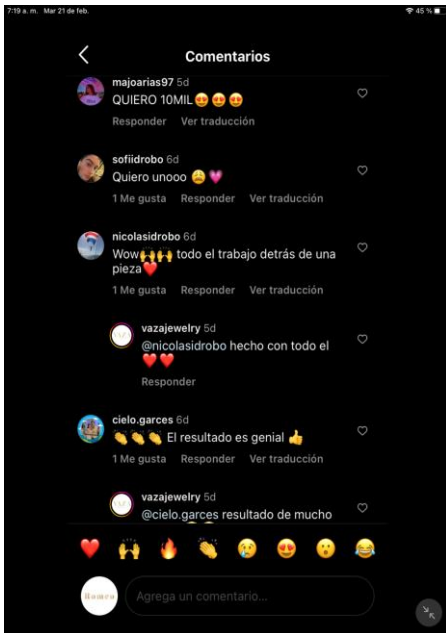 7:19 a. m. Mar 21 de feb.
45 %
Comentarios
majoarias97 5d
QUIERO 10MIL😍😍😍
Responder Ver traducción
sofiidrobo 6d
Quiero unooo 😩💗
1 Me gusta Responder Ver traducción
nicolasidrobo 6d
Wow🙌🙌 todo el trabajo detrás de una
pieza❤️
1 Me gusta Responder Ver traducción
vazajewelry 5d
@nicolasidrobo hecho con todo el
❤️❤️
Responder
cielo.garces 6d
👏👏👏 El resultado es genial 👍
1 Me gusta Responder Ver traducción
vazajewelry 5d
@cielo.garces resultado de mucho
❤️🙌🔥👏😢😍😮😂
Agrega un comentario...